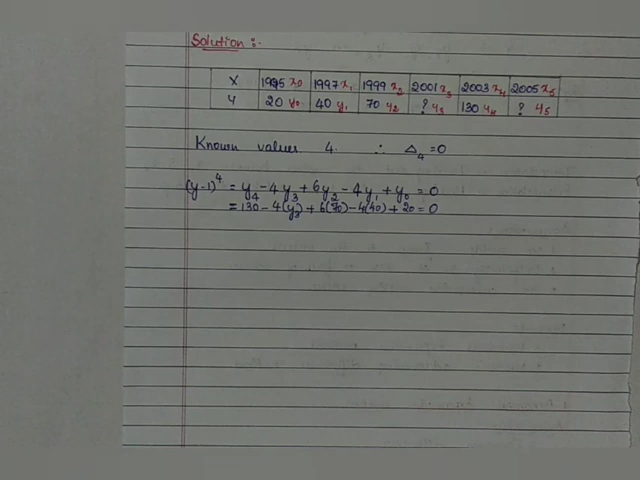 Solution :-
X 1995 x0 1997 x1 1999 x2 2001 x3 2003 x4 2005 x5
Y 20 y0 40 y1 70 y2 ? y3 130 y4 ? y5
Known values 4. ∴ Δ4 = 0
(y-1)^4 = y4 - 4y3 + 6y2 - 4y1 + y0 = 0
= 130 - 4(y3) + 6(70) - 4(40) + 20 = 0